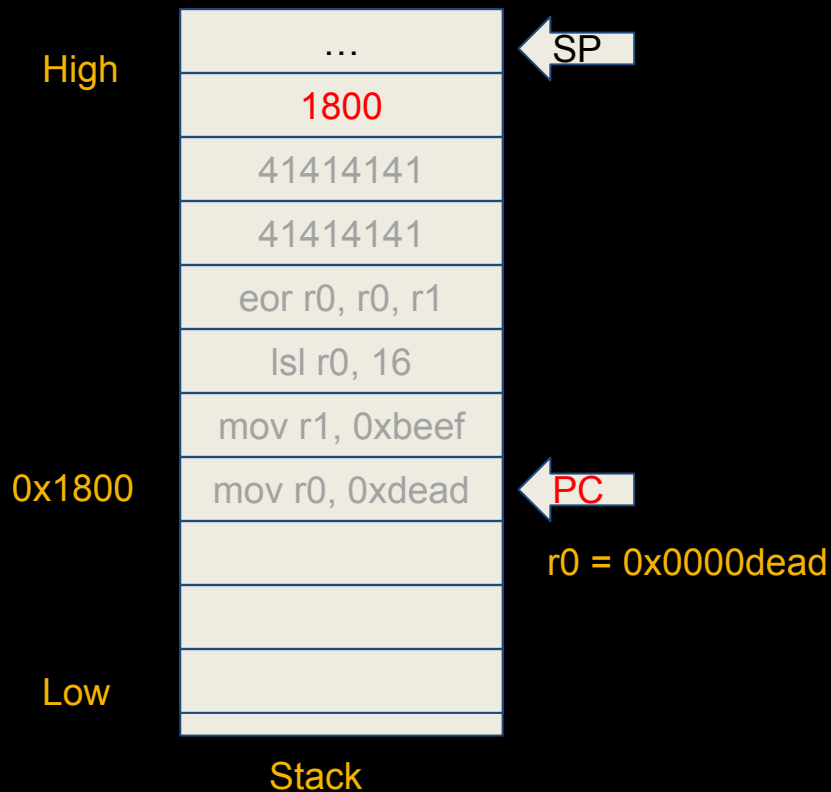 …
SP
High
1800
41414141
41414141
eor r0, r0, r1
lsl r0, 16
mov r1, 0xbeef
0x1800
mov r0, 0xdead
PC
r0 = 0x0000dead
Low
Stack